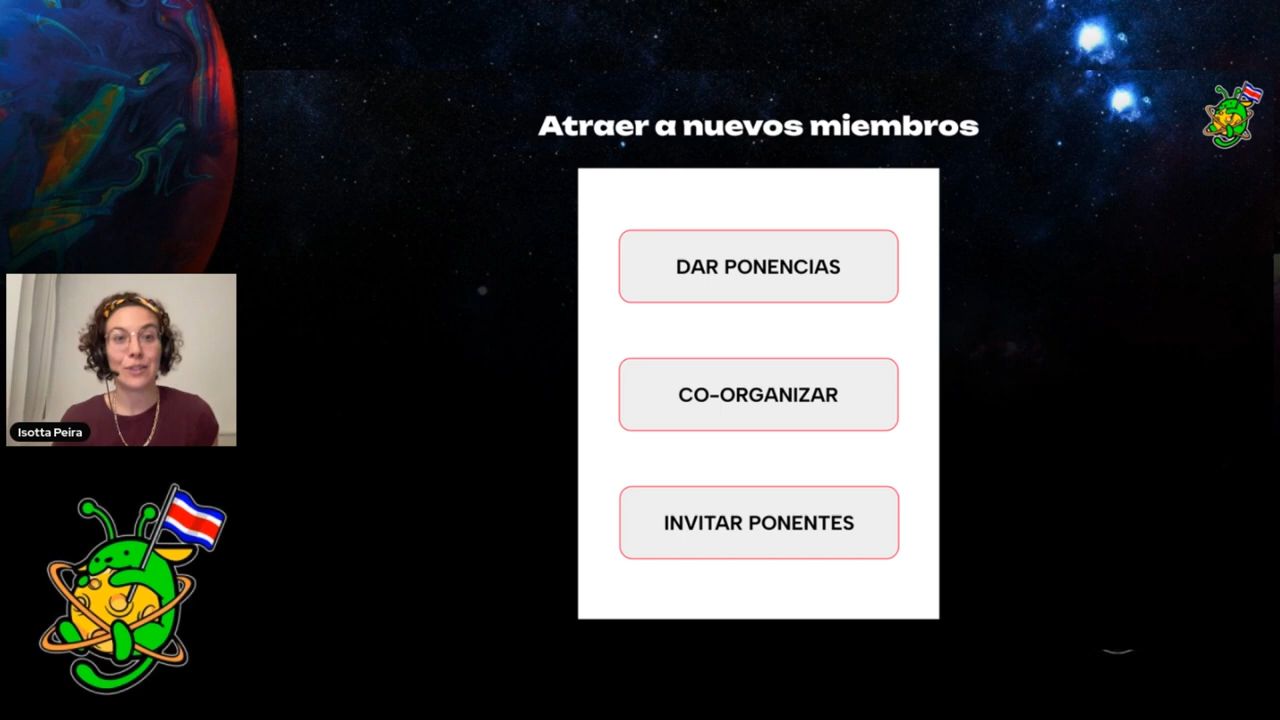 Atraer a nuevos miembros
DAR PONENCIAS
CO-ORGANIZAR
INVITAR PONENTES
Isotta Peira